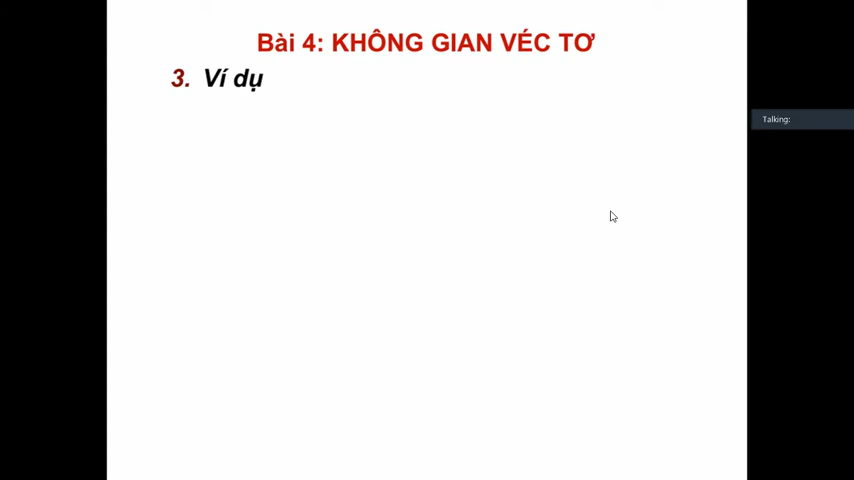 Bài 4: KHÔNG GIAN VÉC TƠ
3. Ví dụ
Talking: